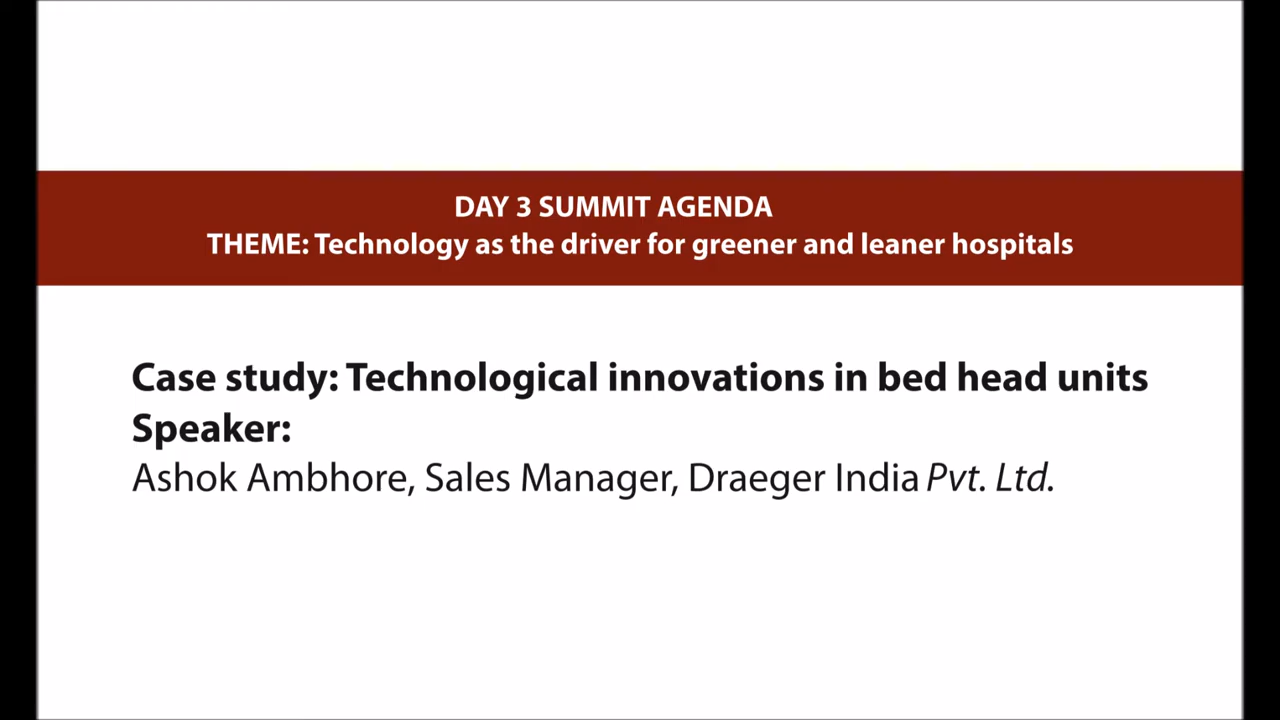 DAY 3 SUMMIT AGENDA
THEME: Technology as the driver for greener and leaner hospitals
Case study: Technological innovations in bed head units
Speaker:
Ashok Ambhore, Sales Manager, Draeger India Pvt. Ltd.